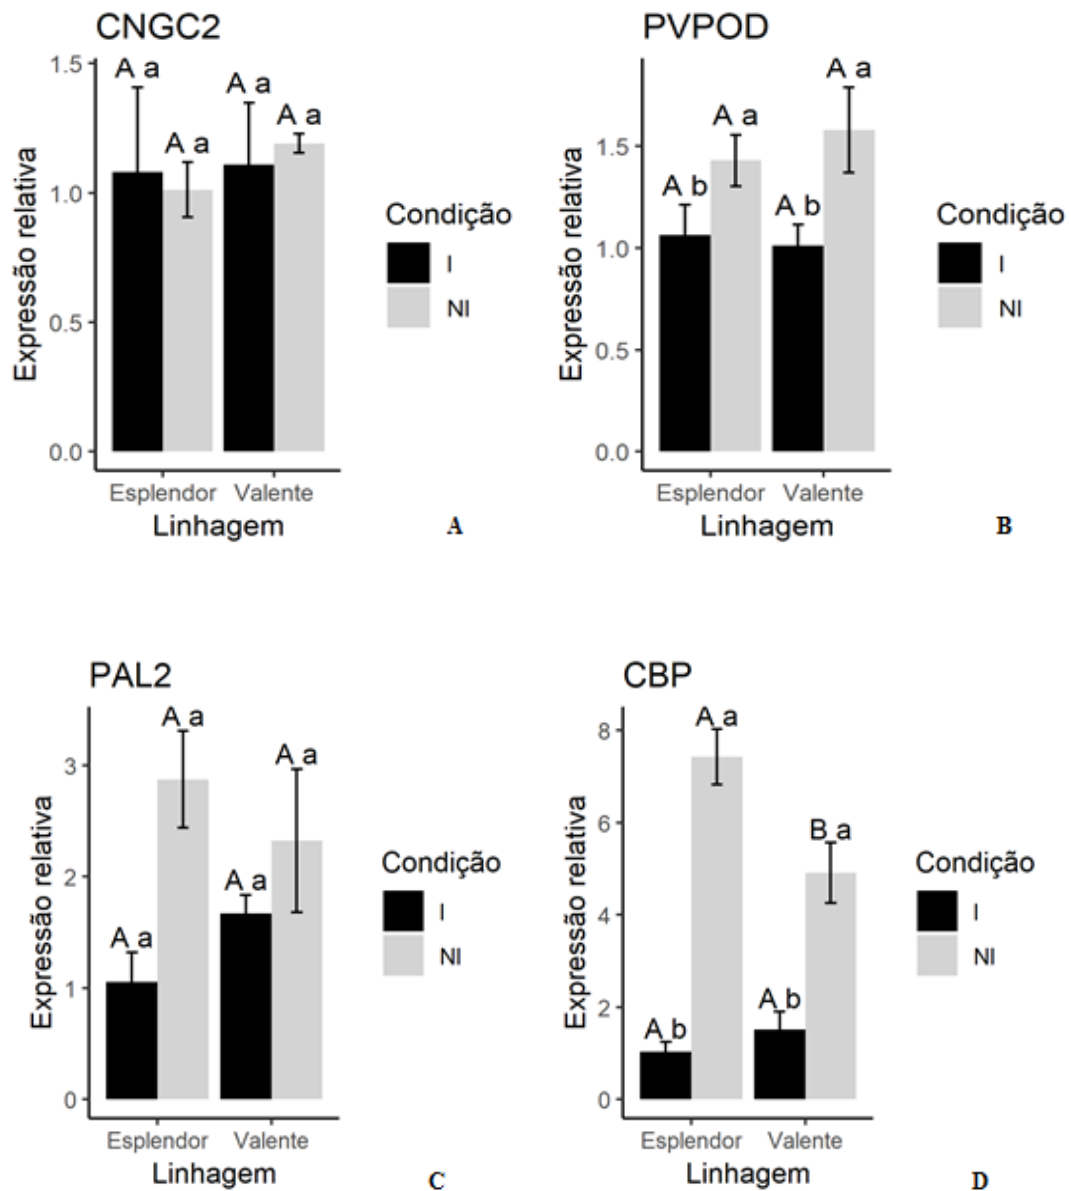 CNGC2
Expressão relativa
1.5
1.0
0.5
0.0
A a
A a
A a
A a
Esplendor Valente
Linhagem
Condição
I
NI
A
PVPOD
Expressão relativa
1.5
1.0
0.5
0.0
A b
A a
A b
A a
Esplendor Valente
Linhagem
Condição
I
NI
B
PAL2
Expressão relativa
3
2
1
0
A a
A a
A a
A a
Esplendor Valente
Linhagem
Condição
I
NI
C
CBP
Expressão relativa
8
6
4
2
0
A b
A a
A b
B a
Esplendor Valente
Linhagem
Condição
I
NI
D